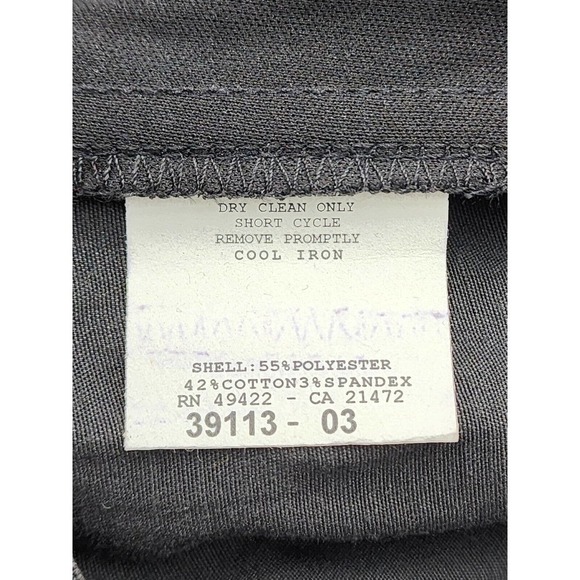 DRY CLEAN ONLY
SHORT CYCLE
REMOVE PROMPTLY
COOL IRON
SHELL:55%POLYESTER
42%COTTON3%SPANDEX
RN 49422 - CA 21472
39113 - 03